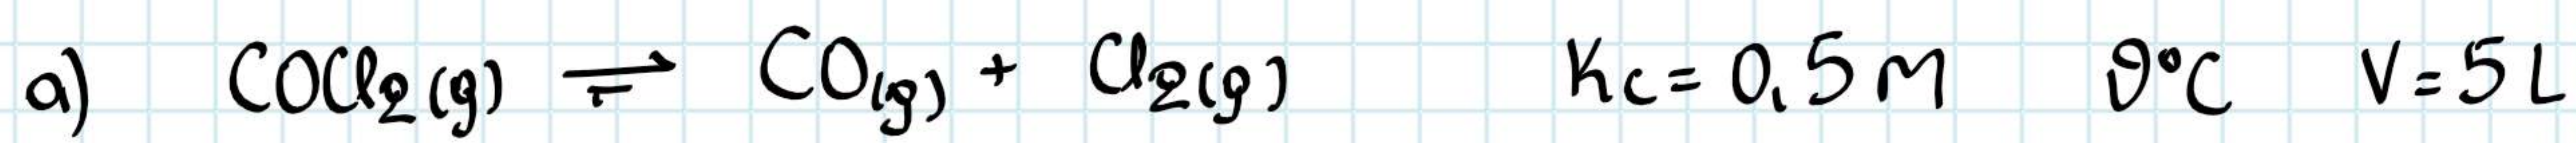 a) COCl₂(g) ⇌ CO(g) + Cl₂(g) Kc = 0,5 M θ°C V = 5 L